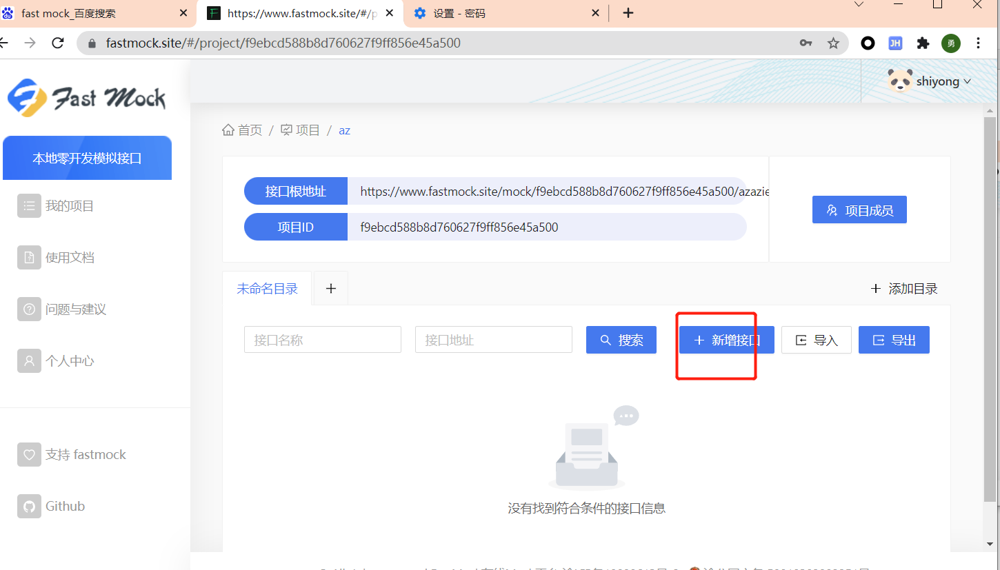 fast mock_百度搜索
https://www.fastmock.site/#/p
设置 - 密码
fastmock.site/#/project/f9ebcd588b8d760627f9ff856e45a500
JH
勇
Fast Mock
shiyong
本地零开发模拟接口
我的项目
使用文档
问题与建议
个人中心
支持 fastmock
Github
首页 / 项目 / az
接口根地址
https://www.fastmock.site/mock/f9ebcd588b8d760627f9ff856e45a500/azazie
项目ID
f9ebcd588b8d760627f9ff856e45a500
项目成员
未命名目录
添加目录
接口名称
接口地址
搜索
新增接口
导入
导出
没有找到符合条件的接口信息